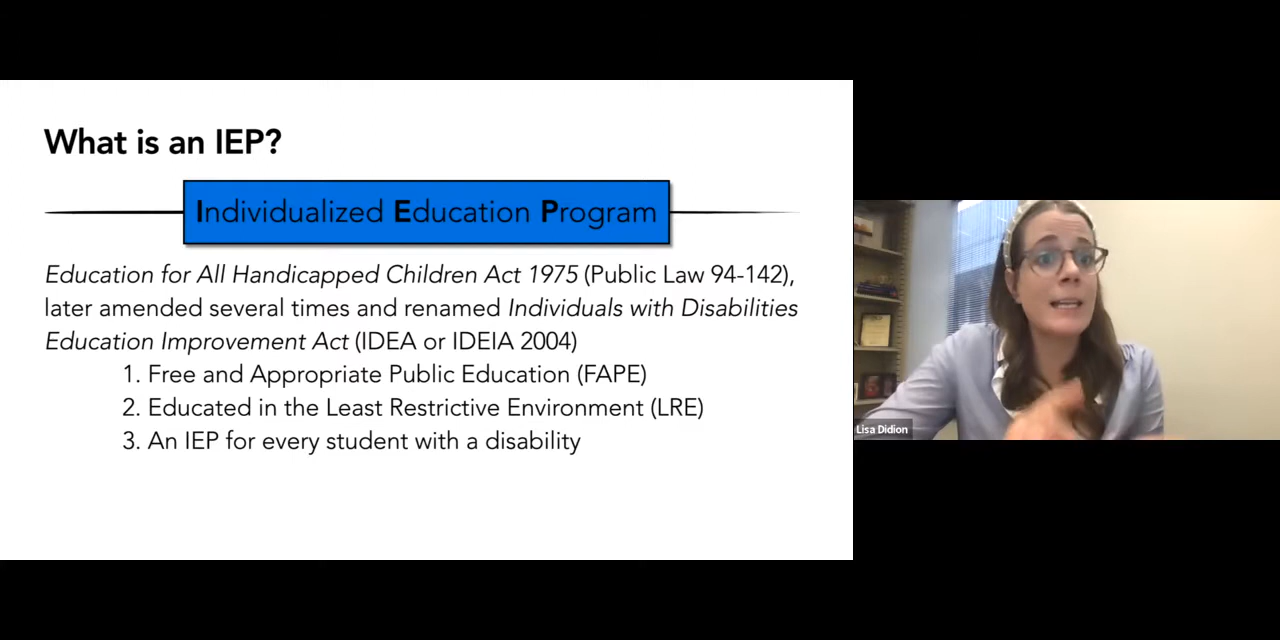 What is an IEP?
Individualized Education Program
Education for All Handicapped Children Act 1975 (Public Law 94-142),
later amended several times and renamed Individuals with Disabilities
Education Improvement Act (IDEA or IDEIA 2004)
1. Free and Appropriate Public Education (FAPE)
2. Educated in the Least Restrictive Environment (LRE)
3. An IEP for every student with a disability
Lisa Didion